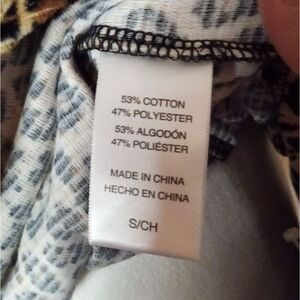 53% COTTON
47% POLYESTER
53% ALGODÓN
47% POLIÉSTER
MADE IN CHINA
HECHO EN CHINA
S/CH